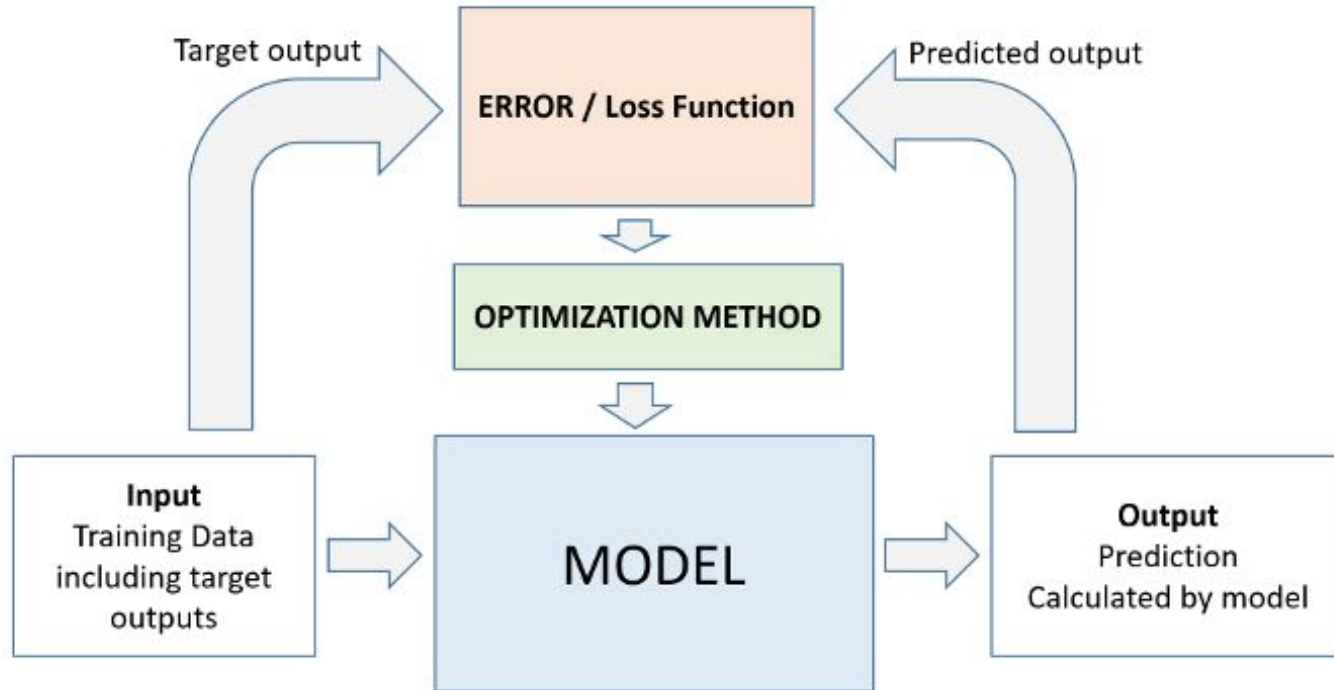 Target output
Predicted output
ERROR / Loss Function
OPTIMIZATION METHOD
Input
Training Data
including target
outputs
MODEL
Output
Prediction
Calculated by model